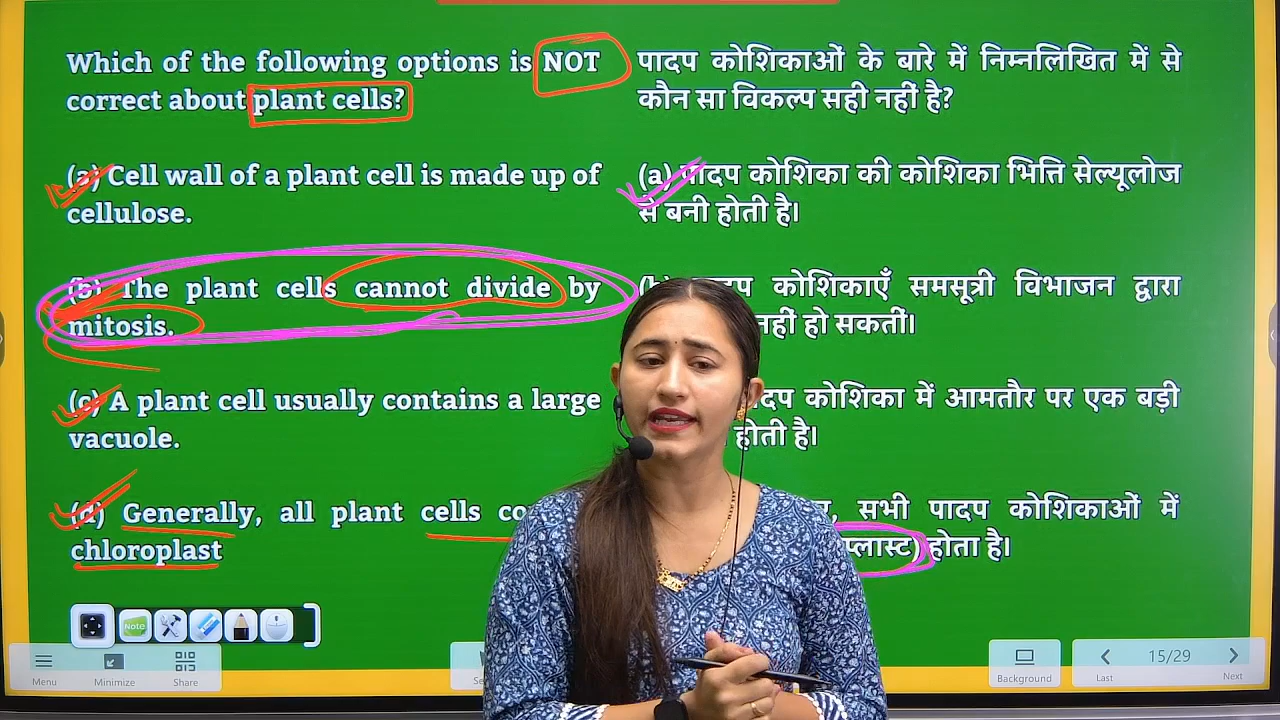 Which of the following options is NOT
correct about plant cells?
(a) Cell wall of a plant cell is made up of
cellulose.
(b) The plant cells cannot divide by
mitosis.
(c) A plant cell usually contains a large
vacuole.
(d) Generally, all plant cells
chloroplast
पादप कोशिकाओं के बारे में निम्नलिखित में से
कौन सा विकल्प सही नहीं है?
(a) पादप कोशिका की कोशिका भित्ति सेल्यूलोज
से बनी होती है।
कोशिकाएँ समसूत्री विभाजन द्वारा
नहीं हो सकतीं।
कोशिका में आमतौर पर एक बड़ी
होती है।
सभी पादप कोशिकाओं में
होता है।
Note
Menu
Minimize
Share
Background
Last
15/29
Next